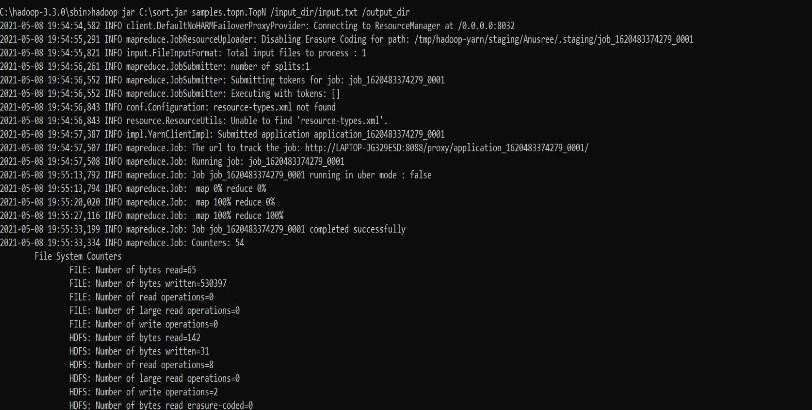 C:\hadoop-3.3.0\sbin>hadoop jar C:\sort.jar samples.topn.TopN /input_dir/input.txt /output_dir
2021-05-08 19:54:54,582 INFO client.DefaultNoHARMFailoverProxyProvider: Connecting to ResourceManager at /0.0.0.0:8032
2021-05-08 19:54:55,291 INFO mapreduce.JobResourceUploader: Disabling Erasure Coding for path: /tmp/hadoop-yarn/staging/Anusree/.staging/job_1620483374279_0001
2021-05-08 19:54:55,821 INFO input.FileInputFormat: Total input files to process : 1
2021-05-08 19:54:56,261 INFO mapreduce.JobSubmitter: number of splits:1
2021-05-08 19:54:56,552 INFO mapreduce.JobSubmitter: Submitting tokens for job: job_1620483374279_0001
2021-05-08 19:54:56,552 INFO mapreduce.JobSubmitter: Executing with tokens: []
2021-05-08 19:54:56,843 INFO conf.Configuration: resource-types.xml not found
2021-05-08 19:54:56,843 INFO resource.ResourceUtils: Unable to find 'resource-types.xml'.
2021-05-08 19:54:57,387 INFO impl.YarnClientImpl: Submitted application application_1620483374279_0001
2021-05-08 19:54:57,507 INFO mapreduce.Job: The url to track the job: http://LAPTOP-JG329ESD:8088/proxy/application_1620483374279_0001/
2021-05-08 19:54:57,508 INFO mapreduce.Job: Running job: job_1620483374279_0001
2021-05-08 19:55:13,792 INFO mapreduce.Job: Job job_1620483374279_0001 running in uber mode : false
2021-05-08 19:55:13,794 INFO mapreduce.Job:  map 0% reduce 0%
2021-05-08 19:55:20,020 INFO mapreduce.Job:  map 100% reduce 0%
2021-05-08 19:55:27,116 INFO mapreduce.Job:  map 100% reduce 100%
2021-05-08 19:55:33,199 INFO mapreduce.Job: Job job_1620483374279_0001 completed successfully
2021-05-08 19:55:33,334 INFO mapreduce.Job: Counters: 54
File System Counters
FILE: Number of bytes read=65
FILE: Number of bytes written=530397
FILE: Number of read operations=0
FILE: Number of large read operations=0
FILE: Number of write operations=0
HDFS: Number of bytes read=142
HDFS: Number of bytes written=31
HDFS: Number of read operations=8
HDFS: Number of large read operations=0
HDFS: Number of write operations=2
HDFS: Number of bytes read erasure-coded=0